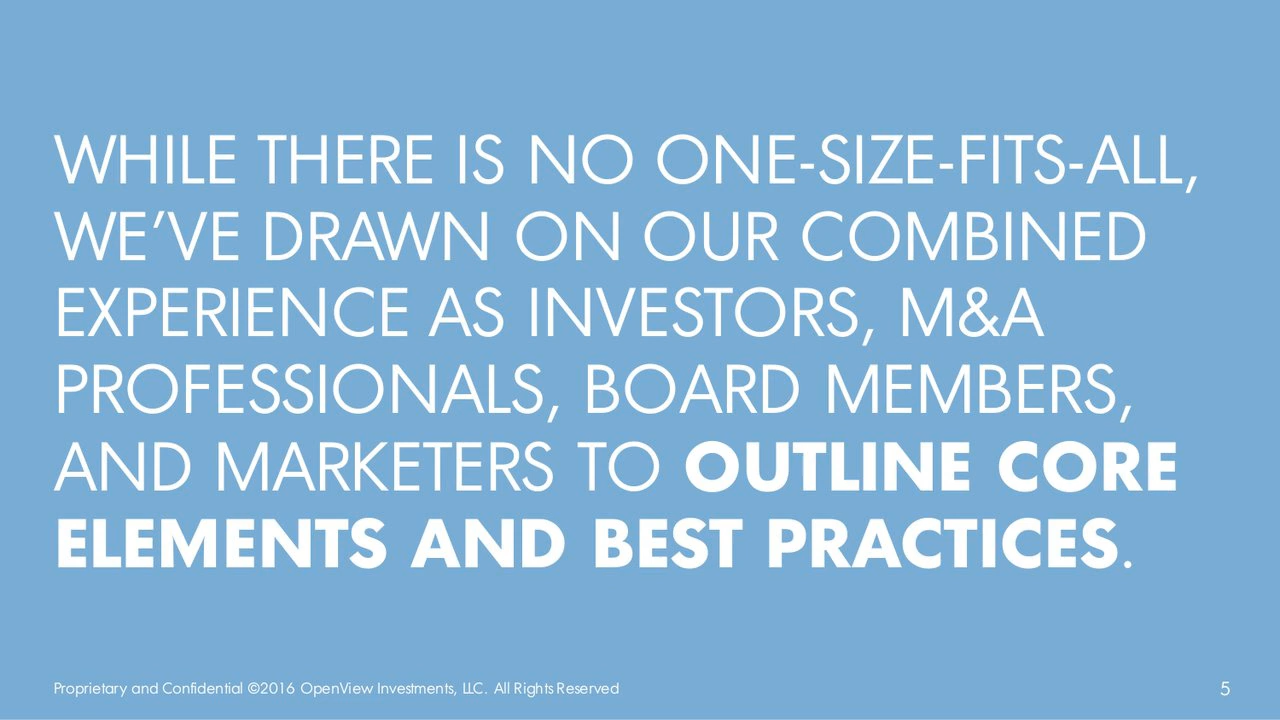 WHILE THERE IS NO ONE-SIZE-FITS-ALL,
WE’VE DRAWN ON OUR COMBINED
EXPERIENCE AS INVESTORS, M&A
PROFESSIONALS, BOARD MEMBERS,
AND MARKETERS TO OUTLINE CORE
ELEMENTS AND BEST PRACTICES.
Proprietary and Confidential ©2016 OpenView Investments, LLC. All Rights Reserved
5